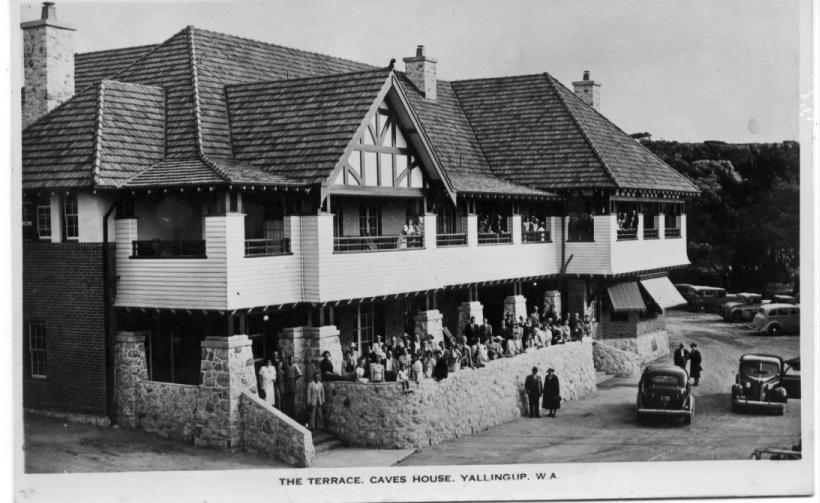 THE TERRACE. CAVES HOUSE. YALLINGUP. W.A.